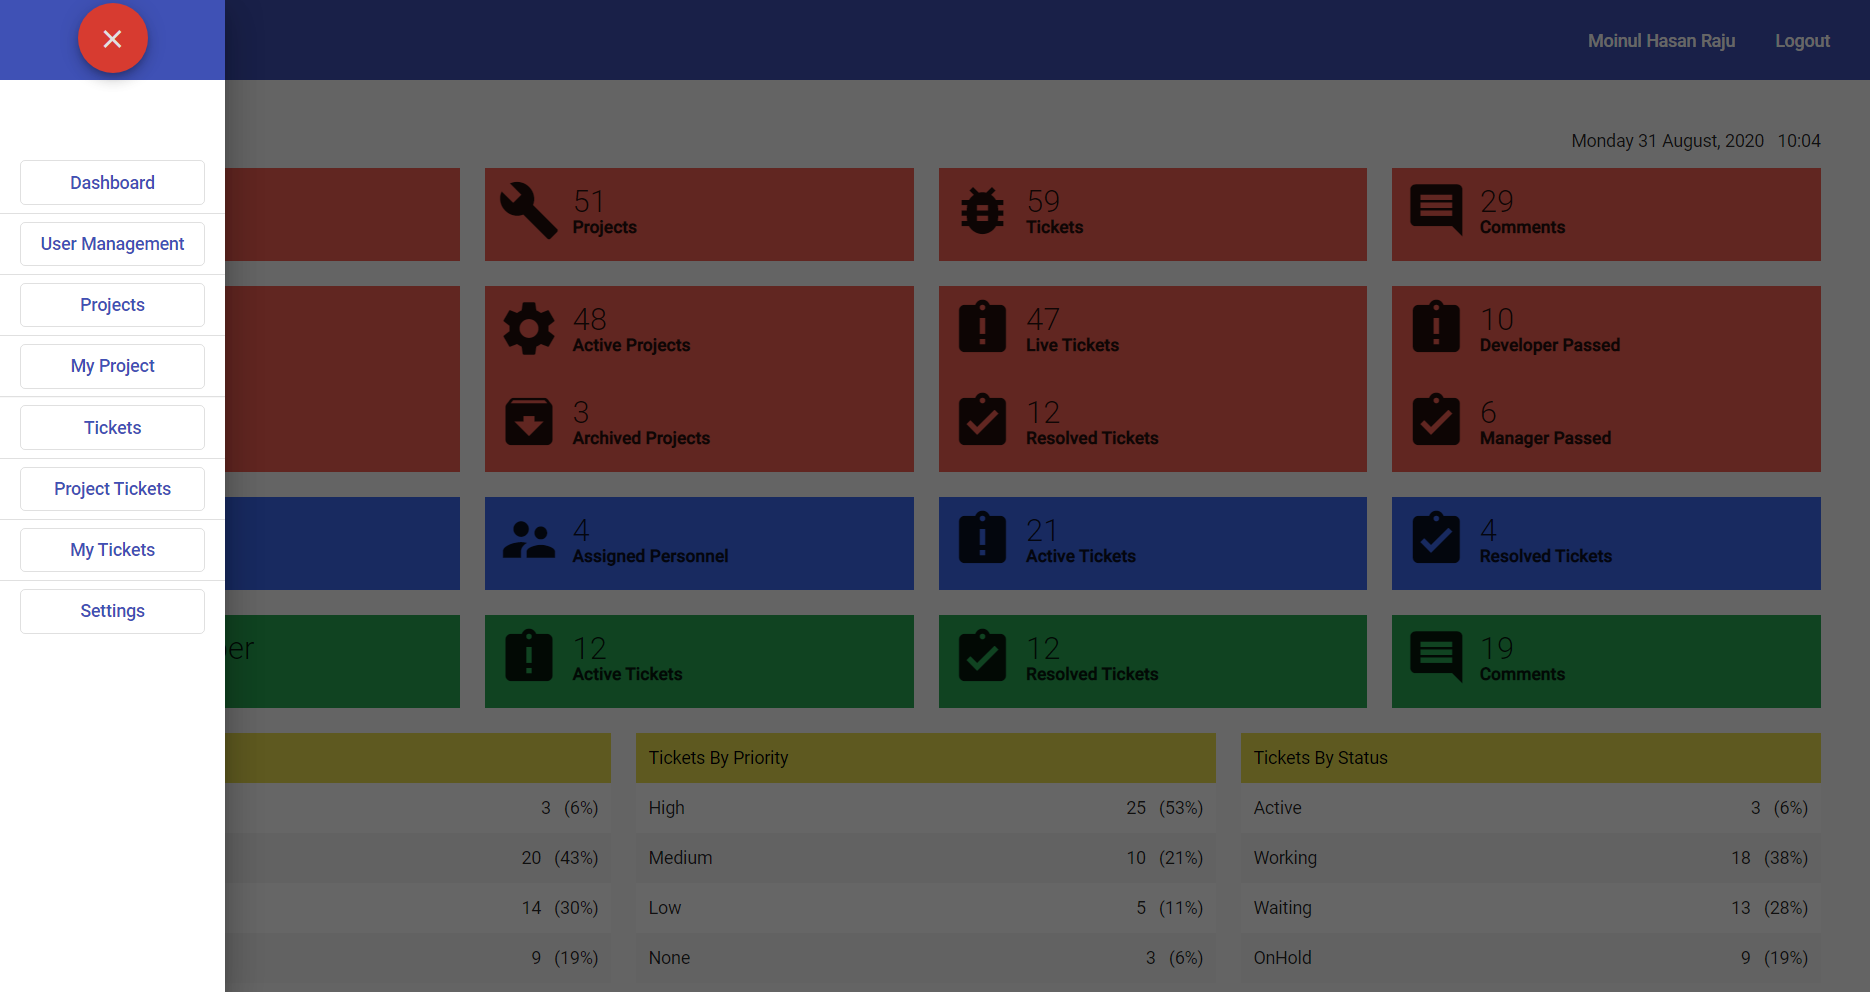 Moinul Hasan Raju Logout
Dashboard
User Management
Projects
My Project
Tickets
Project Tickets
My Tickets
Settings
Monday 31 August, 2020 10:04
51
Projects
59
Tickets
29
Comments
48
Active Projects
3
Archived Projects
47
Live Tickets
12
Resolved Tickets
10
Developer Passed
6
Manager Passed
4
Assigned Personnel
21
Active Tickets
4
Resolved Tickets
12
Active Tickets
12
Resolved Tickets
19
Comments
3 (6%)
20 (43%)
14 (30%)
9 (19%)
Tickets By Priority
High 25 (53%)
Medium 10 (21%)
Low 5 (11%)
None 3 (6%)
Tickets By Status
Active 3 (6%)
Working 18 (38%)
Waiting 13 (28%)
OnHold 9 (19%)